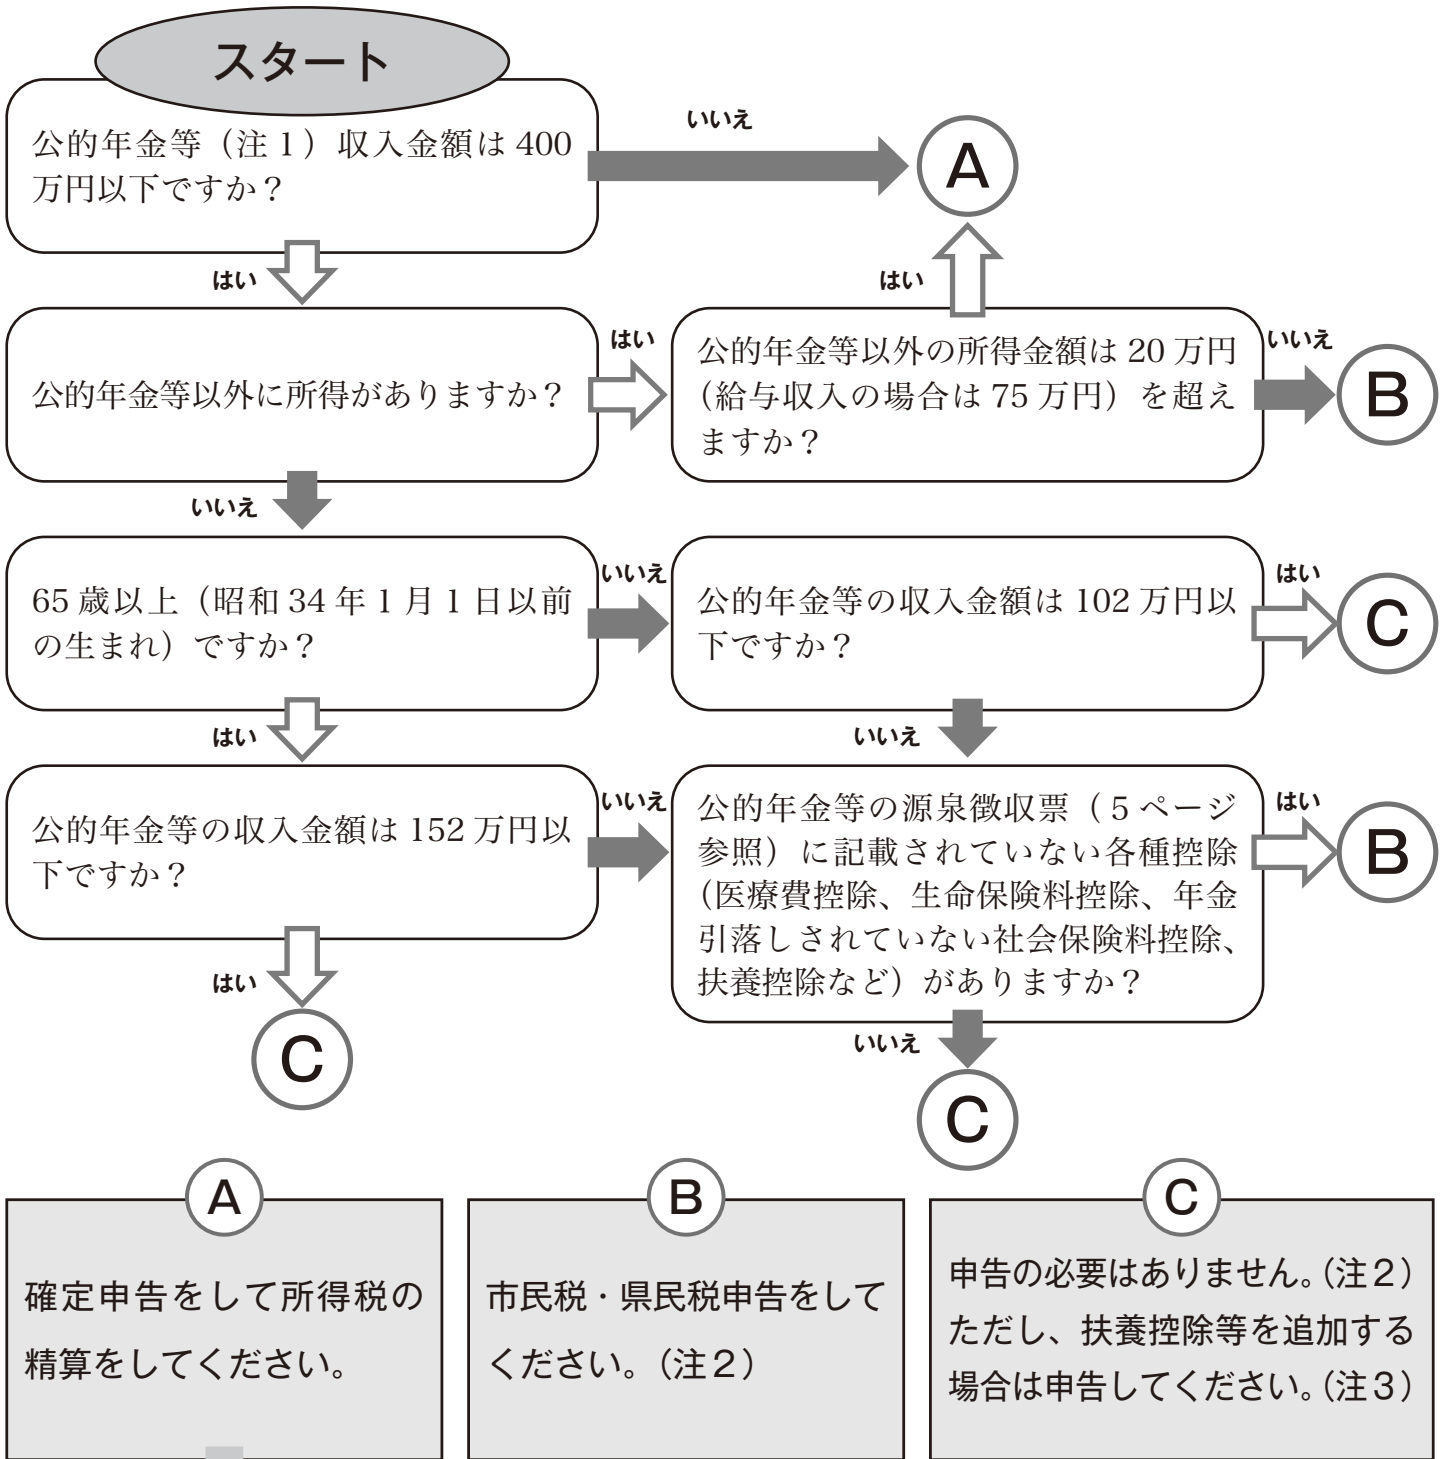 スタート
公的年金等（注１）収入金額は 400
万円以下ですか？
いいえ
A
はい
はい
公的年金等以外に所得がありますか？
はい
公的年金等以外の所得金額は 20 万円
（給与収入の場合は 75 万円）を超え
ますか？
いいえ
B
いいえ
65 歳以上（昭和 34 年 1 月 1 日以前
の生まれ）ですか？
いいえ
公的年金等の収入金額は 102 万円以
下ですか？
はい
C
はい
いいえ
公的年金等の収入金額は 152 万円以
下ですか？
いいえ
公的年金等の源泉徴収票（５ページ
参照）に記載されていない各種控除
（医療費控除、生命保険料控除、年金
引落しされていない社会保険料控除、
扶養控除など）がありますか？
はい
B
はい
C
いいえ
C
A
確定申告をして所得税の
精算をしてください。
B
市民税・県民税申告をして
ください。（注２）
C
申告の必要はありません。（注２）
ただし、扶養控除等を追加する
場合は申告してください。（注３）